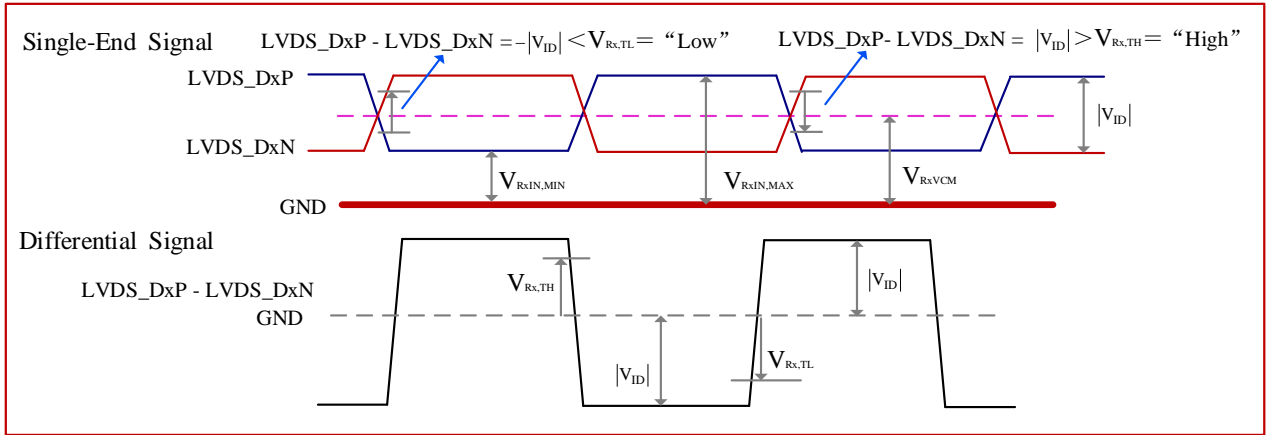 Single-End Signal
LVDS_DxP - LVDS_DxN = -|VID| < VRx,TL = “Low”
LVDS_DxP- LVDS_DxN = |VID| > VRx,TH = “High”
LVDS_DxP
|VID|
LVDS_DxN
VRxIN,MIN
VRxIN,MAX
VRxVCM
GND
Differential Signal
VRx,TH
|VID|
LVDS_DxP - LVDS_DxN
GND
|VID|
VRx,TL